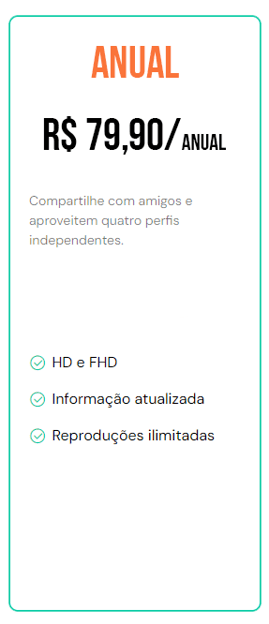 ANUAL
R$ 79,90/ANUAL
Compartilhe com amigos e
aproveitem quatro perfis
independentes.
HD e FHD
Informação atualizada
Reproduções ilimitadas